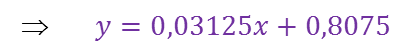 ⇒ y = 0,03125x + 0,8075